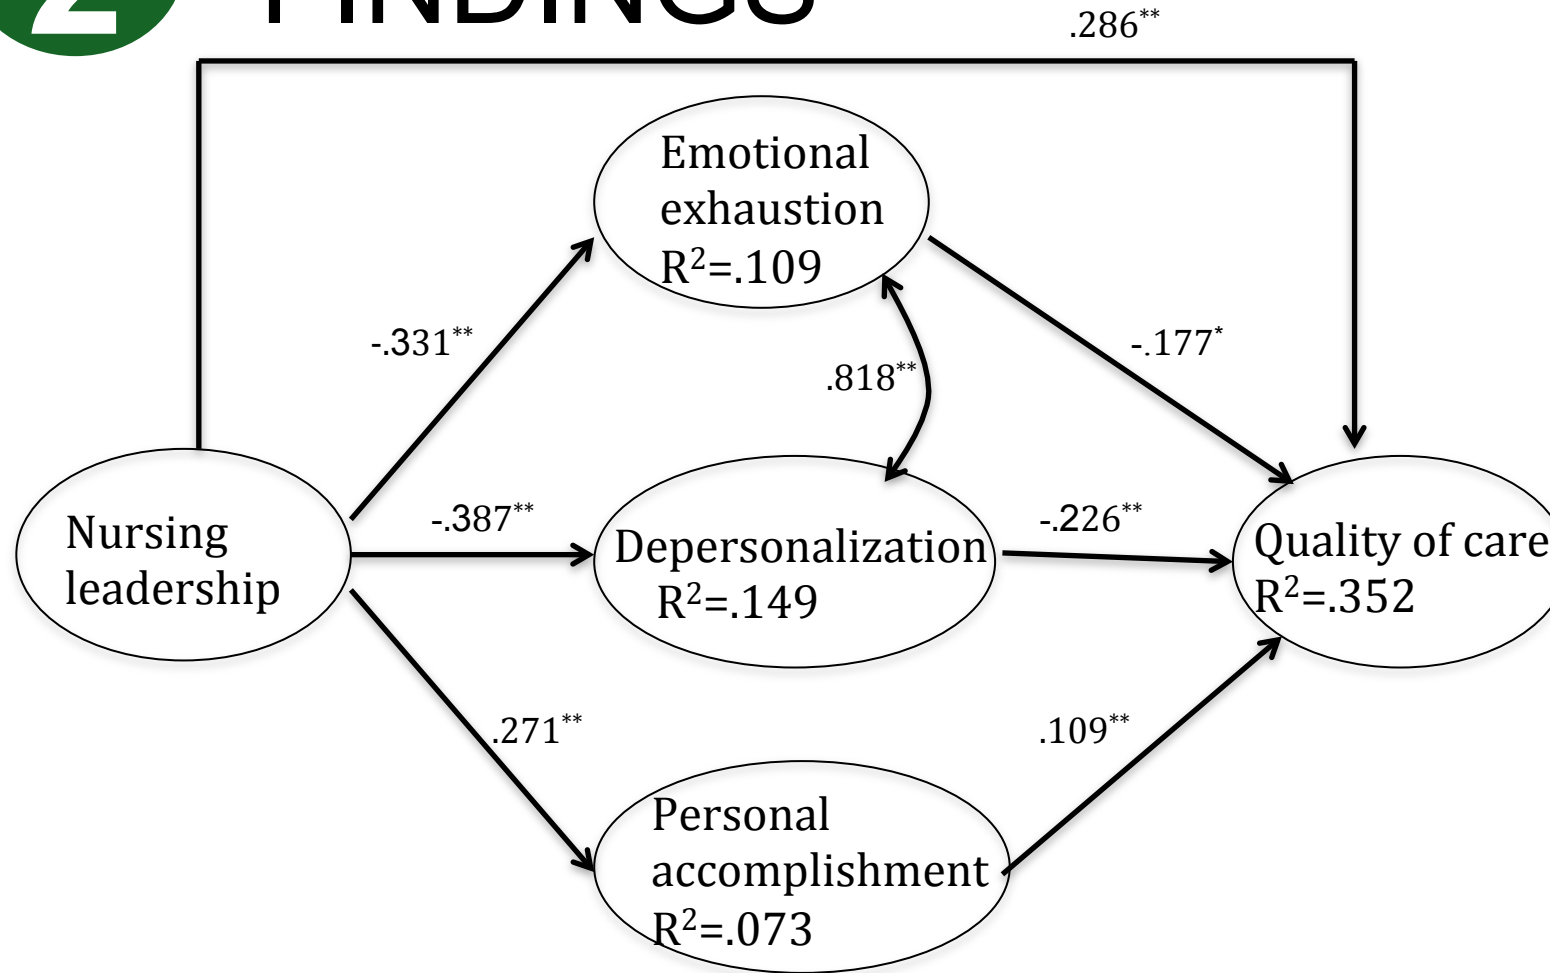 2 FINDINGS
.286**
Emotional
exhaustion
R²=.109
-.331**
-.177*
.818**
Nursing
leadership
-.387**
Depersonalization
R²=.149
-.226**
Quality of care
R²=.352
.271**
.109**
Personal
accomplishment
R²=.073